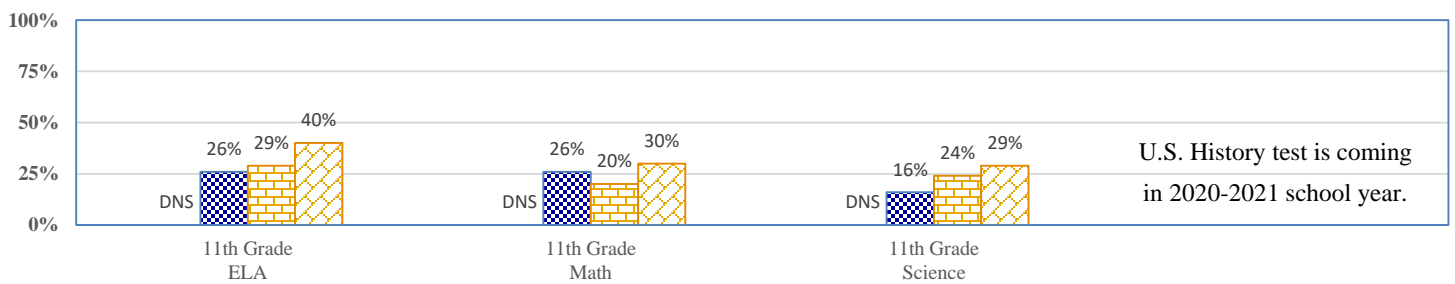 100%
75%
50%
25%
0%
DNS 26% 29% 40%
DNS 26% 20% 30%
DNS 16% 24% 29%
11th Grade
ELA
11th Grade
Math
11th Grade
Science
U.S. History test is coming
in 2020-2021 school year.